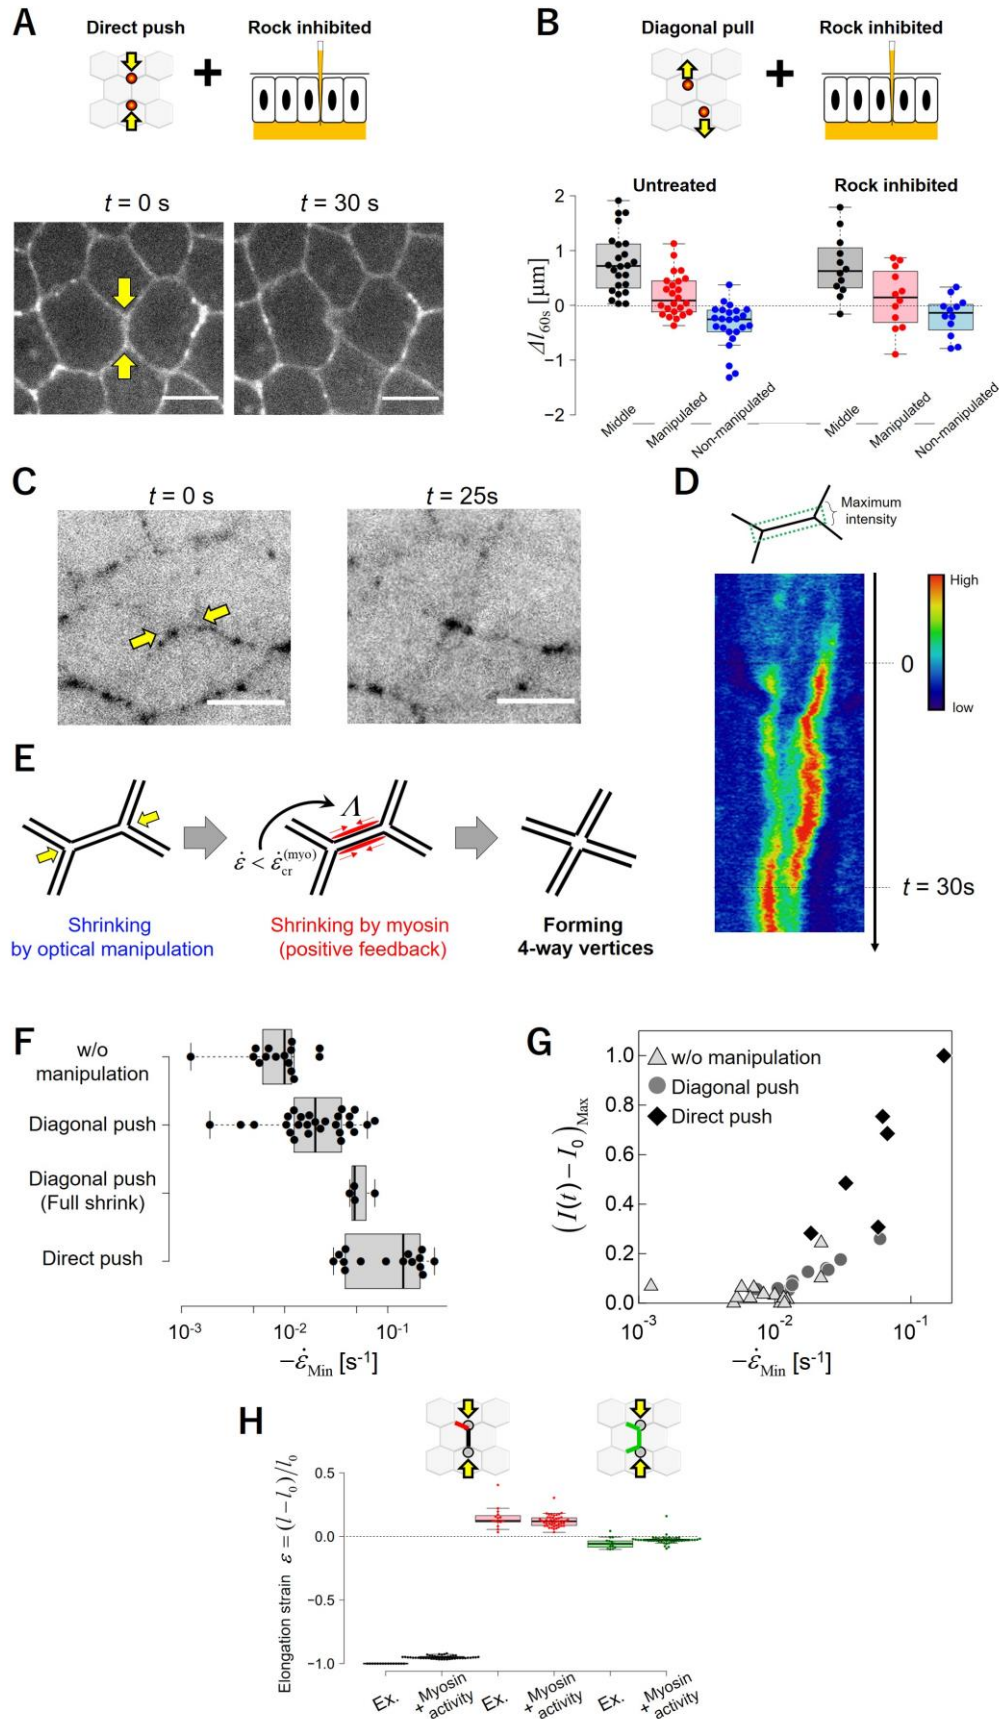 A
Direct push
Rock inhibited
+
t = 0 s
t = 30 s
B
Diagonal pull
Rock inhibited
+
Untreated
Rock inhibited
Δl60s [μm]
2
1
0
−1
−2
Middle
Manipulated
Non-manipulated
Middle
Manipulated
Non-manipulated
C
t = 0 s
t = 25s
D
Maximum
intensity
High
low
0
t = 30s
E
Λ
ε̇ < ε̇cr(myo)
Shrinking
by optical manipulation
Shrinking by myosin
(positive feedback)
Forming
4-way vertices
F
w/o
manipulation
Diagonal push
Diagonal push
(Full shrink)
Direct push
10-3
10-2
10-1
−ε̇Min [s-1]
G
w/o manipulation
Diagonal push
Direct push
(I(t) − I0)Max
1.0
0.8
0.6
0.4
0.2
0.0
10-3
10-2
10-1
−ε̇Min [s-1]
H
Elongation strain ε = (l − l0)/l0
0.5
0.0
−0.5
−1.0
Ex.
+Myosin
activity
Ex.
+Myosin
activity
Ex.
+Myosin
activity